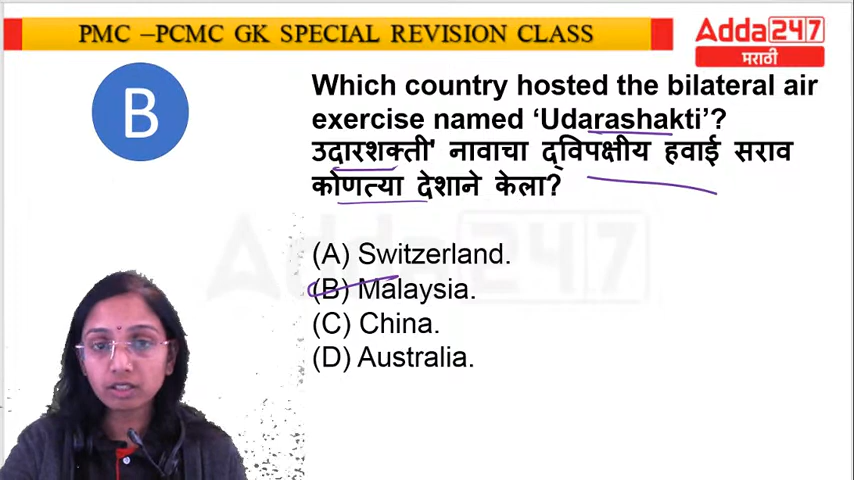 PMC –PCMC GK SPECIAL REVISION CLASS
Adda247
मराठी
B
Which country hosted the bilateral air
exercise named ‘Udarashakti’?
उदारशक्ती' नावाचा द्विपक्षीय हवाई सराव
कोणत्या देशाने केला?
(A) Switzerland.
(B) Malaysia.
(C) China.
(D) Australia.
Adda247